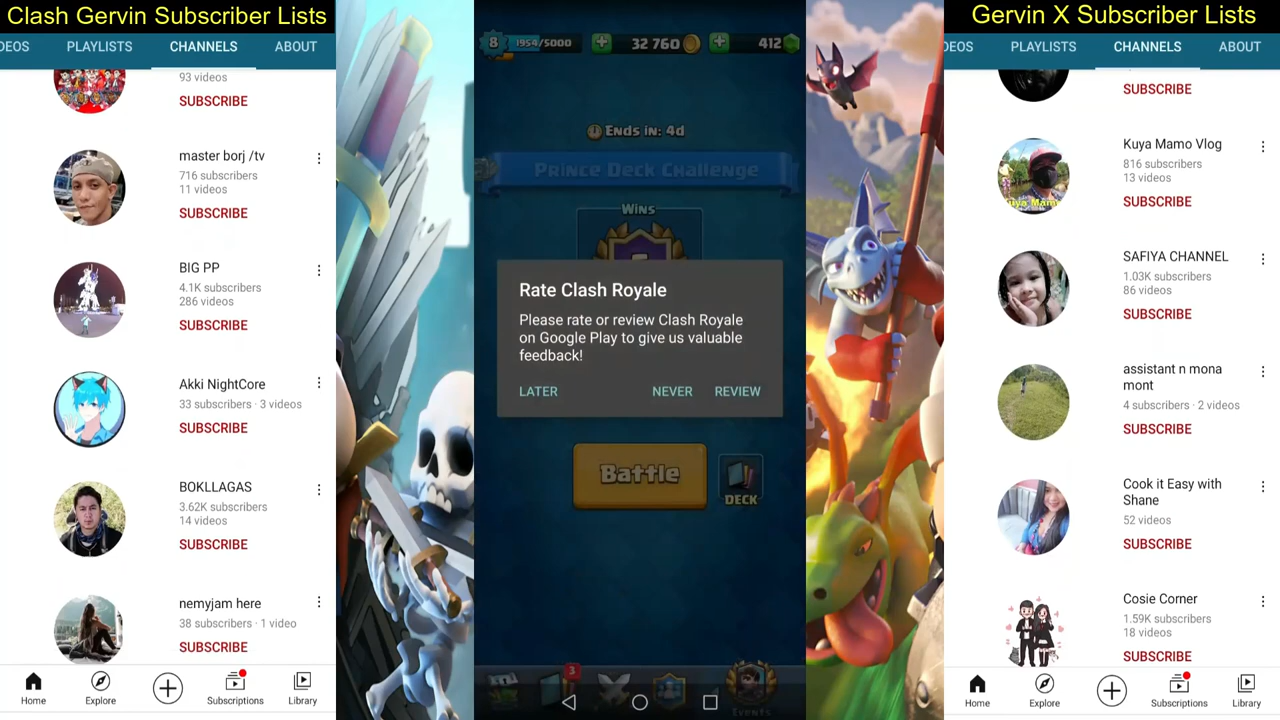 Clash Gervin Subscriber Lists
DEOS
PLAYLISTS
CHANNELS
ABOUT
93 videos
SUBSCRIBE
master borj /tv
716 subscribers
11 videos
SUBSCRIBE
BIG PP
4.1K subscribers
286 videos
SUBSCRIBE
Akki NightCore
33 subscribers · 3 videos
SUBSCRIBE
BOKLLAGAS
3.62K subscribers
14 videos
SUBSCRIBE
nemyjam here
38 subscribers · 1 video
SUBSCRIBE
Home
Explore
Subscriptions
Library
8
1954/5000
32 760
412
Ends in: 4d
Prince Deck Challenge
Wins
Rate Clash Royale
Please rate or review Clash Royale
on Google Play to give us valuable
feedback!
LATER
NEVER
REVIEW
Battle
DECK
3
Events
Gervin X Subscriber Lists
DEOS
PLAYLISTS
CHANNELS
ABOUT
SUBSCRIBE
Kuya Mamo Vlog
816 subscribers
13 videos
SUBSCRIBE
SAFIYA CHANNEL
1.03K subscribers
86 videos
SUBSCRIBE
assistant n mona
mont
4 subscribers · 2 videos
SUBSCRIBE
Cook it Easy with
Shane
52 videos
SUBSCRIBE
Cosie Corner
1.59K subscribers
18 videos
SUBSCRIBE
Home
Explore
Subscriptions
Library